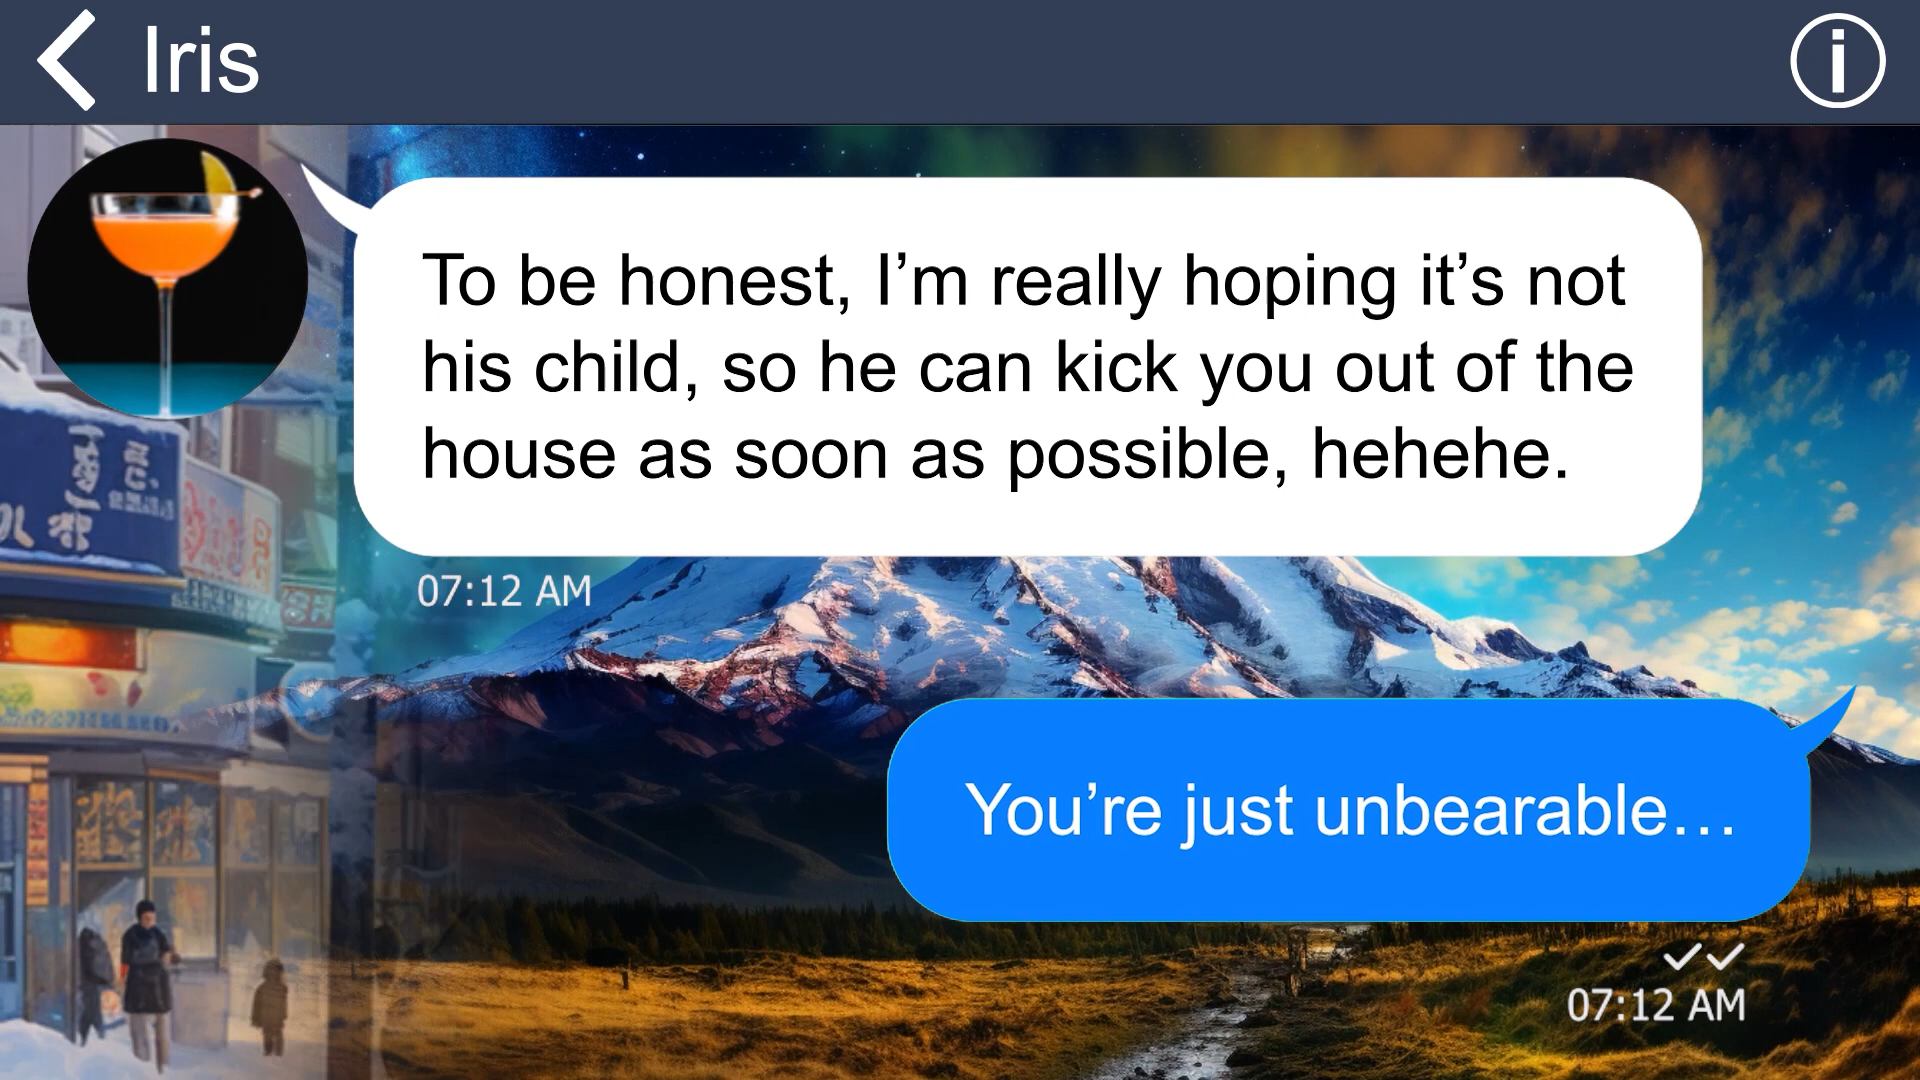 Iris
To be honest, I’m really hoping it’s not
his child, so he can kick you out of the
house as soon as possible, hehehe.
07:12 AM
You’re just unbearable…
07:12 AM